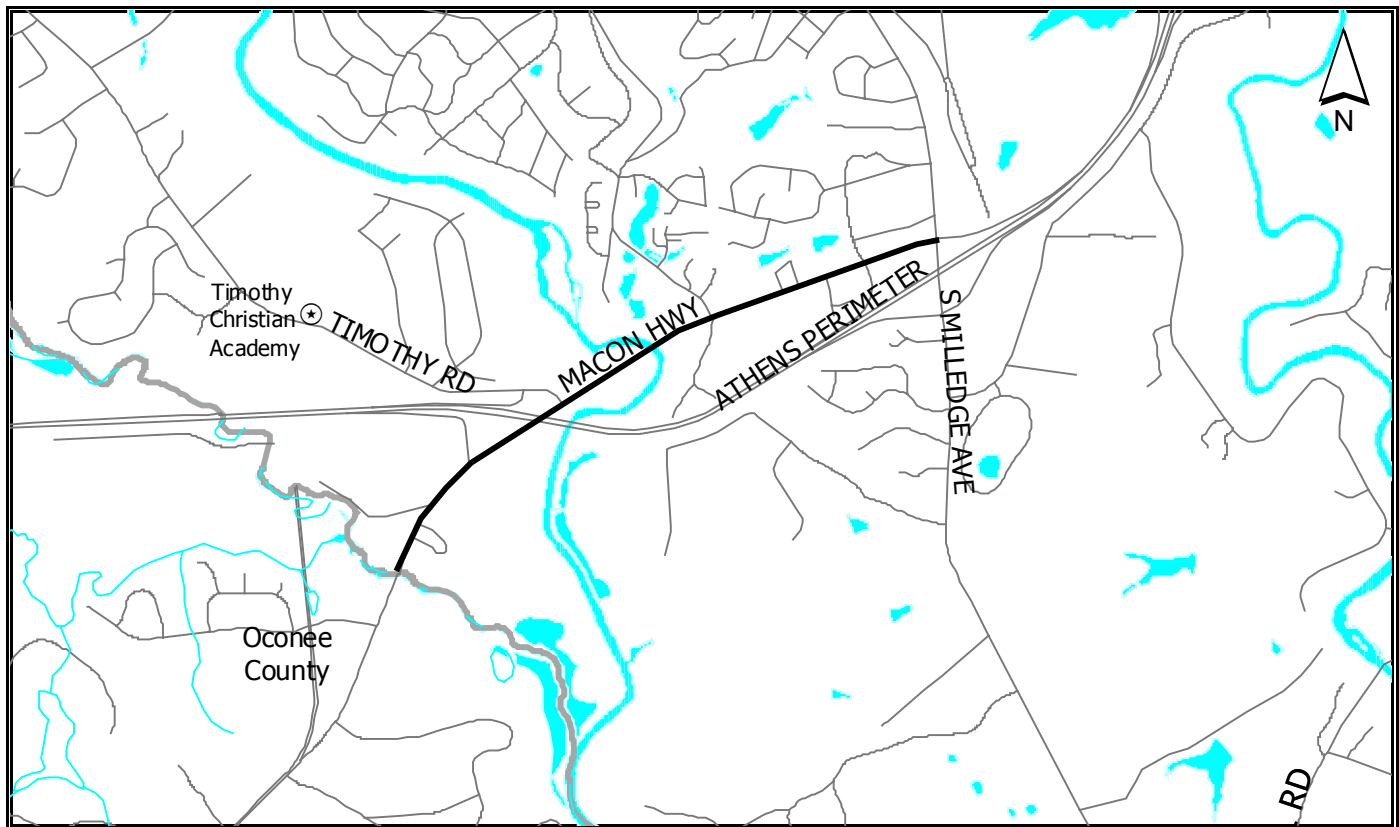 N
Timothy
Christian
Academy
TIMOTHY RD
MACON HWY
ATHENS PERIMETER
S MILLEDGE AVE
Oconee
County
RD